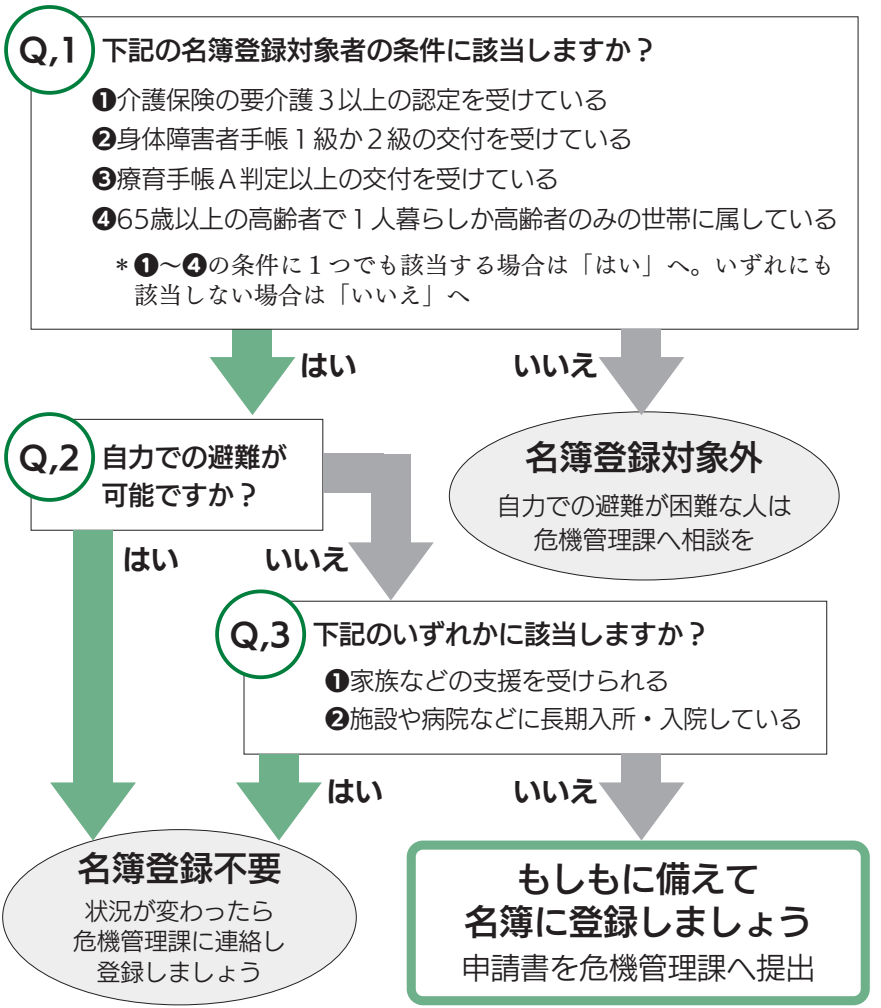 Q,1 下記の名簿登録対象者の条件に該当しますか？
❶介護保険の要介護３以上の認定を受けている
❷身体障害者手帳１級か２級の交付を受けている
❸療育手帳Ａ判定以上の交付を受けている
❹65歳以上の高齢者で１人暮らしか高齢者のみの世帯に属している
＊❶～❹の条件に１つでも該当する場合は「はい」へ。いずれにも
該当しない場合は「いいえ」へ
はい
いいえ
Q,2 自力での避難が
可能ですか？
名簿登録対象外
自力での避難が困難な人は
危機管理課へ相談を
はい
いいえ
Q,3 下記のいずれかに該当しますか？
❶家族などの支援を受けられる
❷施設や病院などに長期入所・入院している
はい
いいえ
名簿登録不要
状況が変わったら
危機管理課に連絡し
登録しましょう
もしもに備えて
名簿に登録しましょう
申請書を危機管理課へ提出